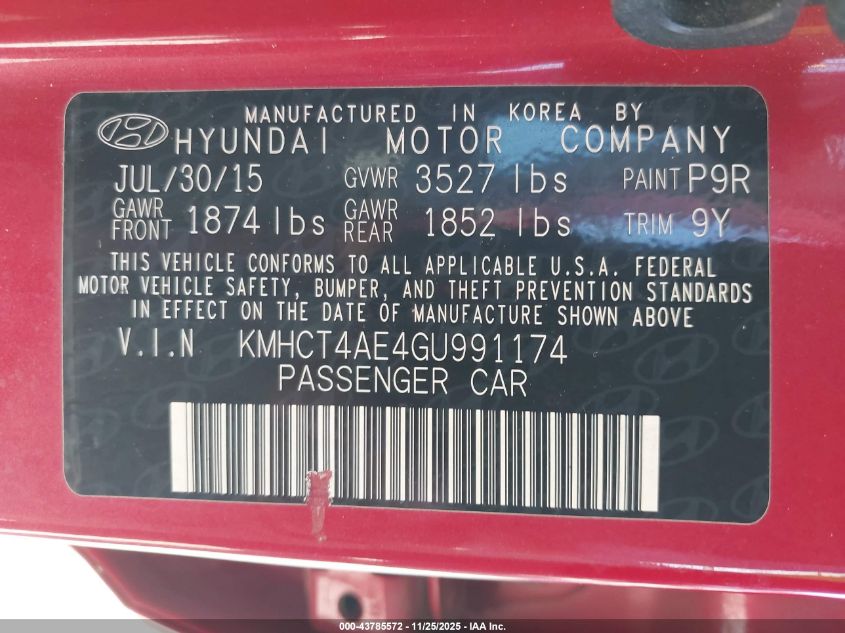 MANUFACTURED IN KOREA BY
HYUNDAI MOTOR COMPANY
JUL/30/15 GVWR 3527 lbs PAINT P9R
GAWR FRONT 1874 lbs GAWR REAR 1852 lbs TRIM 9Y
THIS VEHICLE CONFORMS TO ALL APPLICABLE U.S.A. FEDERAL
MOTOR VEHICLE SAFETY, BUMPER, AND THEFT PREVENTION STANDARDS
IN EFFECT ON THE DATE OF MANUFACTURE SHOWN ABOVE
V.I.N KMHCT4AE4GU991174
PASSENGER CAR
000-43785572 - 11/25/2025 - IAA Inc.